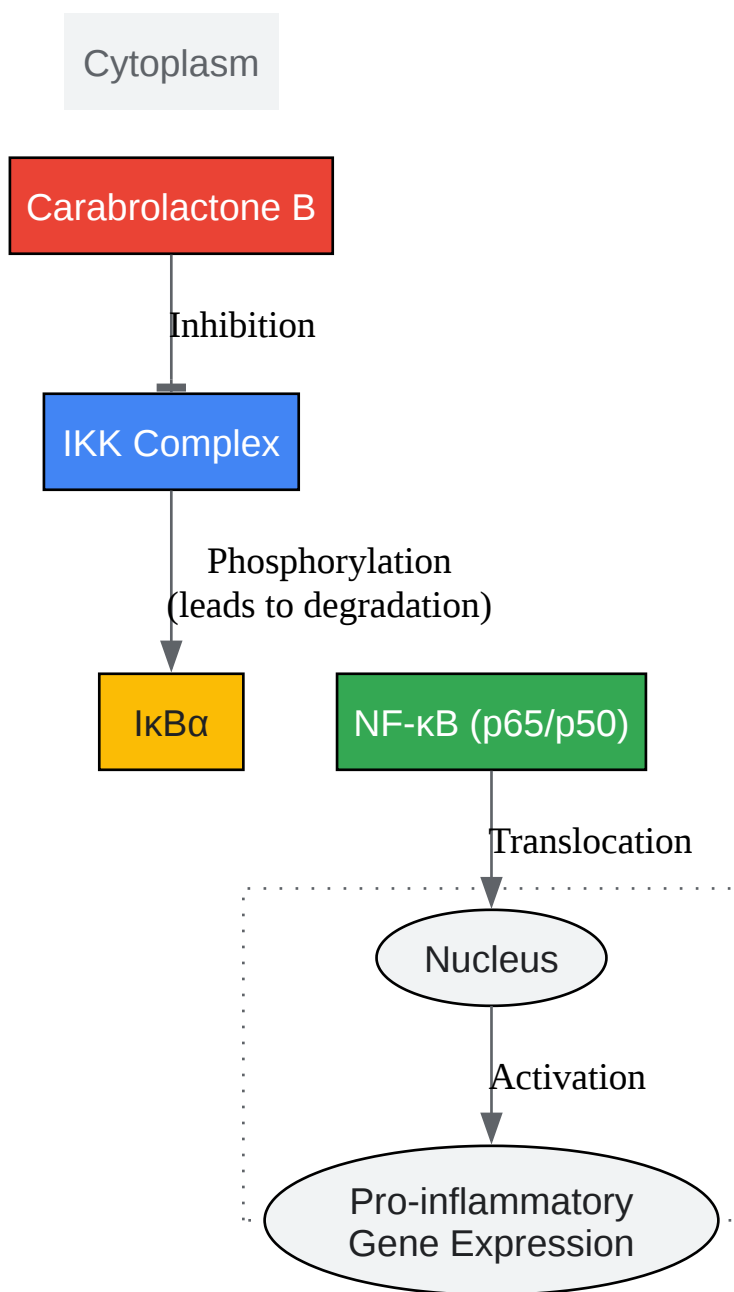 Cytoplasm
Carabrolactone B
Inhibition
IKK Complex
Phosphorylation
(leads to degradation)
IκBα
NF-κB (p65/p50)
Translocation
Nucleus
Activation
Pro-inflammatory
Gene Expression